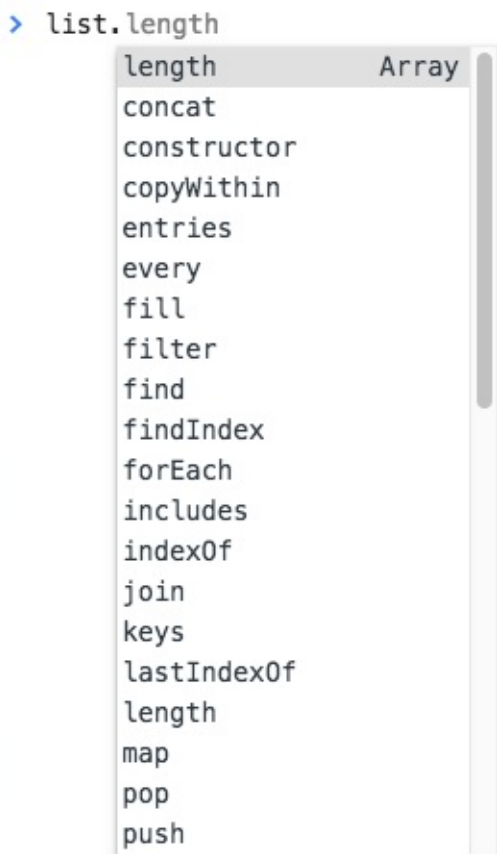 > list.length
length Array
concat
constructor
copyWithin
entries
every
fill
filter
find
findIndex
forEach
includes
indexOf
join
keys
lastIndexOf
length
map
pop
push